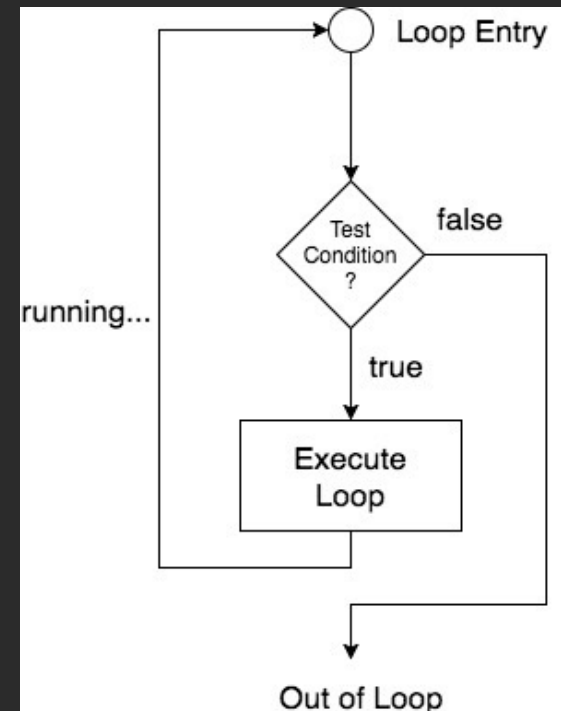 Loop Entry
Test
Condition
?
false
running...
true
Execute
Loop
Out of Loop